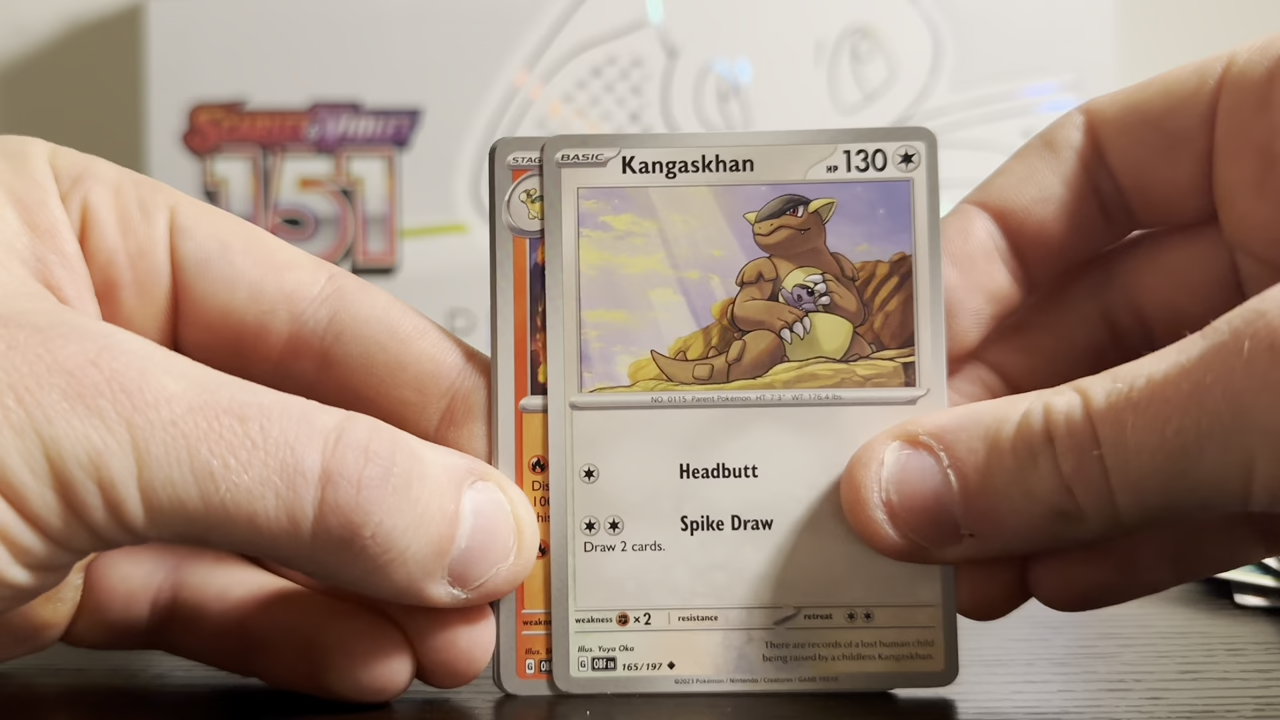 SCARLET & VIOLET
151
STAG
BASIC
Kangaskhan
HP 130
NO. 0115 Parent Pokémon HT: 7'3" WT: 176.4 lbs.
Dis
100
his
Headbutt
Spike Draw
Draw 2 cards.
weakn
weakness ×2 resistance retreat
There are records of a lost human child
being raised by a childless Kangaskhan.
Illus. Yuya Oka
G OBF EN 165/197
©2023 Pokémon / Nintendo / Creatures / GAME FREAK
Illus. S
G OB